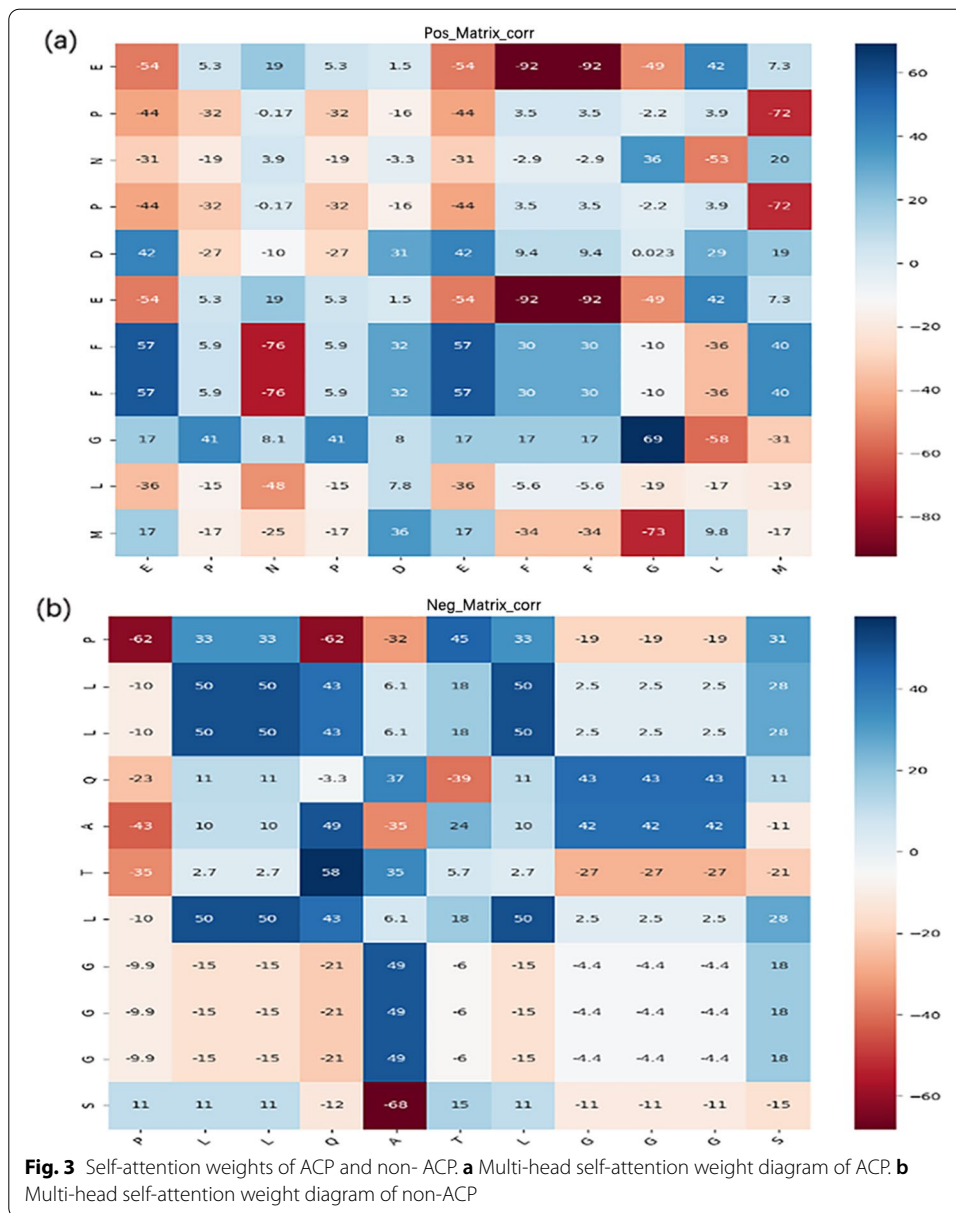 (a)
Pos_Matrix_corr
E -54 5.3 19 5.3 1.5 -54 -92 -92 -49 42 7.3
P -44 -32 -0.17 -32 -16 -44 3.5 3.5 -2.2 3.9 -72
N -31 -19 3.9 -19 -3.3 -31 -2.9 -2.9 36 -53 20
P -44 -32 -0.17 -32 -16 -44 3.5 3.5 -2.2 3.9 -72
D 42 -27 -10 -27 31 42 9.4 9.4 0.023 29 19
E -54 5.3 19 5.3 1.5 -54 -92 -92 -49 42 7.3
F 57 5.9 -76 5.9 32 57 30 30 -10 -36 40
F 57 5.9 -76 5.9 32 57 30 30 -10 -36 40
G 17 41 8.1 41 8 17 17 17 69 -58 -31
L -36 -15 -48 -15 7.8 -36 -5.6 -5.6 -19 -17 -19
M 17 -17 -25 -17 36 17 -34 -34 -73 9.8 -17
E P N P D E F F G L M
60
40
20
0
−20
−40
−60
−80
(b)
Neg_Matrix_corr
P -62 33 33 -62 -32 45 33 -19 -19 -19 31
L -10 50 50 43 6.1 18 50 2.5 2.5 2.5 28
L -10 50 50 43 6.1 18 50 2.5 2.5 2.5 28
Q -23 11 11 -3.3 37 -39 11 43 43 43 11
A -43 10 10 49 -35 24 10 42 42 42 -11
T -35 2.7 2.7 58 35 5.7 2.7 -27 -27 -27 -21
L -10 50 50 43 6.1 18 50 2.5 2.5 2.5 28
G -9.9 -15 -15 -21 49 -6 -15 -4.4 -4.4 -4.4 18
G -9.9 -15 -15 -21 49 -6 -15 -4.4 -4.4 -4.4 18
G -9.9 -15 -15 -21 49 -6 -15 -4.4 -4.4 -4.4 18
S 11 11 11 -12 -68 15 11 -11 -11 -11 -15
P L L Q A T L G G G S
40
20
0
−20
−40
−60
Fig. 3 Self-attention weights of ACP and non- ACP. a Multi-head self-attention weight diagram of ACP. b
Multi-head self-attention weight diagram of non-ACP